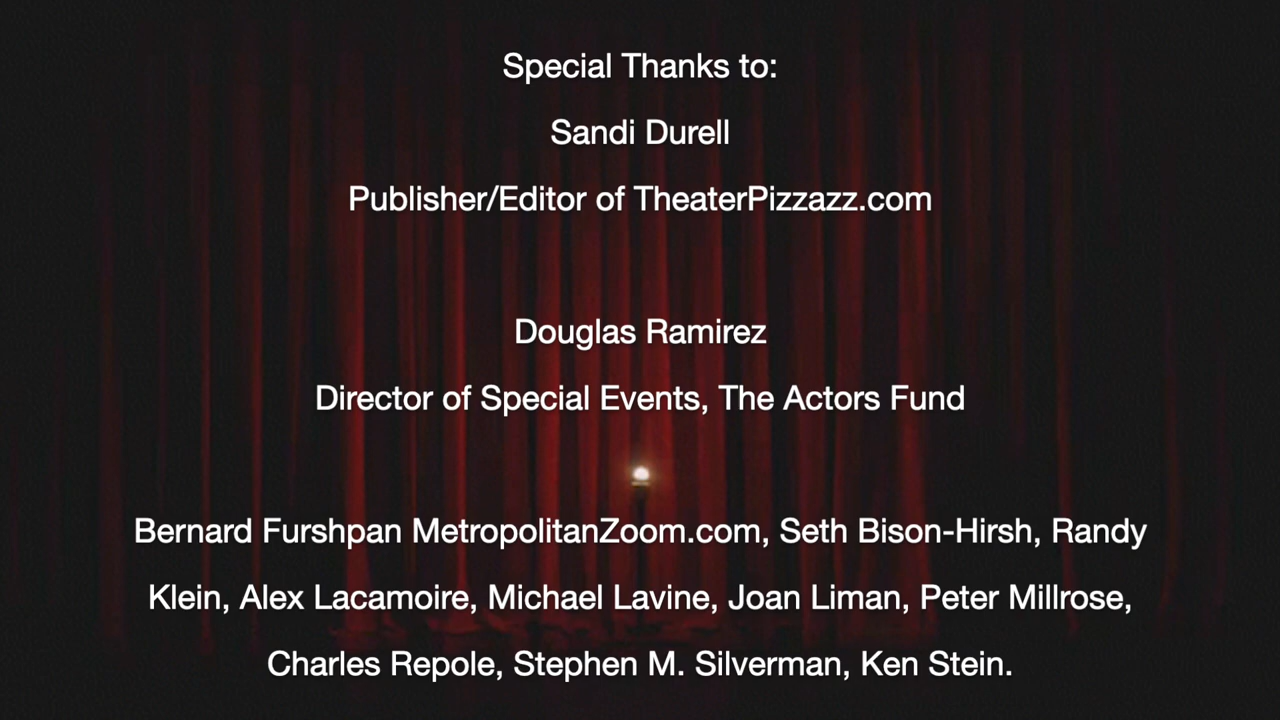 Special Thanks to:
Sandi Durell
Publisher/Editor of TheaterPizzazz.com
Douglas Ramirez
Director of Special Events, The Actors Fund
Bernard Furshpan MetropolitanZoom.com, Seth Bison-Hirsh, Randy
Klein, Alex Lacamoire, Michael Lavine, Joan Liman, Peter Millrose,
Charles Repole, Stephen M. Silverman, Ken Stein.